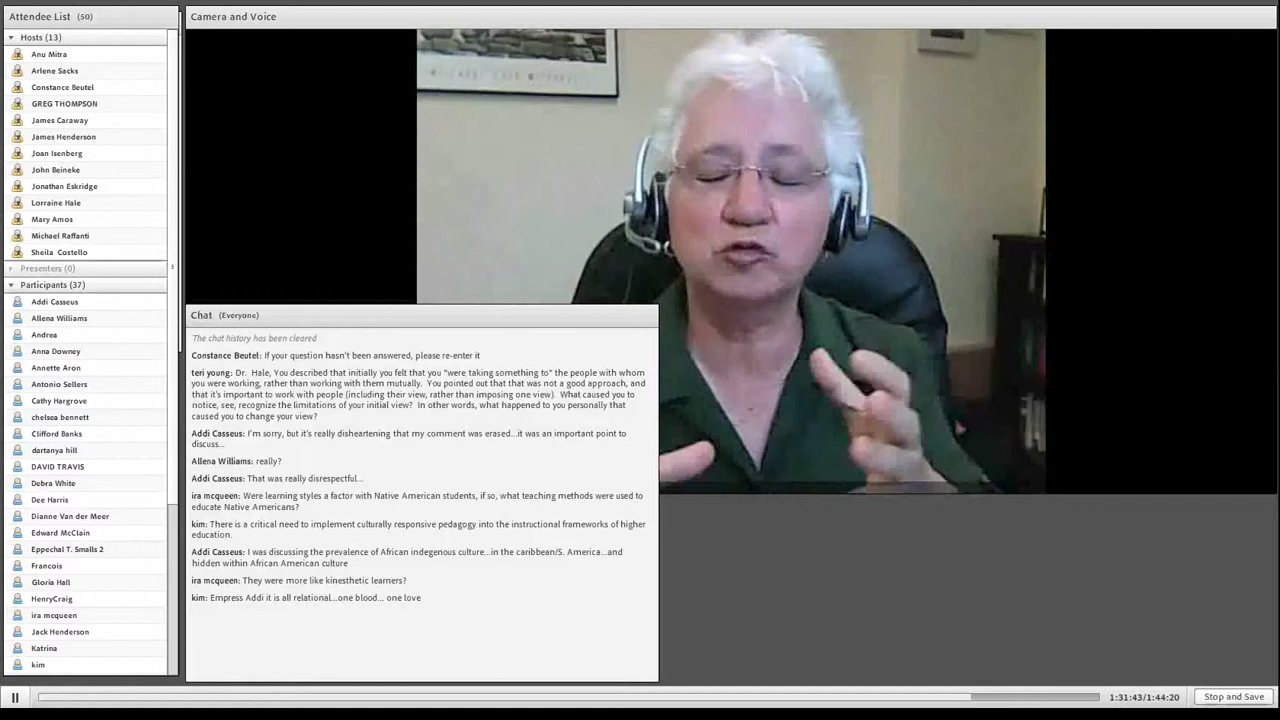 Attendee List (50)
Hosts (13)
Anu Mitra
Arlene Sacks
Constance Beutel
GREG THOMPSON
James Caraway
James Henderson
Joan Isenberg
John Beineke
Jonathan Eskridge
Lorraine Hale
Mary Amos
Michael Raffanti
Sheila Costello
Presenters (0)
Participants (37)
Addi Casseus
Allena Williams
Andrea
Anna Downey
Annette Aron
Antonio Sellers
Cathy Hargrove
chelsea bennett
Clifford Banks
dartanya hill
DAVID TRAVIS
Debra White
Dee Harris
Dianne Van der Meer
Edward McClain
Eppechal T. Smalls 2
Francois
Gloria Hall
HenryCraig
ira mcqueen
Jack Henderson
Katrina
kim
Camera and Voice
Chat (Everyone)
The chat history has been cleared
Constance Beutel: If your question hasn't been answered, please re-enter it
teri young: Dr. Hale, You described that initially you felt that you "were taking something to" the people with whom
you were working, rather than working with them mutually. You pointed out that that was not a good approach, and
that it's important to work with people (including their view, rather than imposing one view). What caused you to
notice, see, recognize the limitations of your initial view? In other words, what happened to you personally that
caused you to change your view?
Addi Casseus: I'm sorry, but it's really disheartening that my comment was erased...it was an important point to
discuss...
Allena Williams: really?
Addi Casseus: That was really disrespectful...
ira mcqueen: Were learning styles a factor with Native American students, if so, what teaching methods were used to
educate Native Americans?
kim: There is a critical need to implement culturally responsive pedagogy into the instructional frameworks of higher
education.
Addi Casseus: I was discussing the prevalence of African indegenous culture...in the caribbean/S. America...and
hidden within African American culture
ira mcqueen: They were more like kinesthetic learners?
kim: Empress Addi it is all relational...one blood... one love
1:31:43/1:44:20
Stop and Save